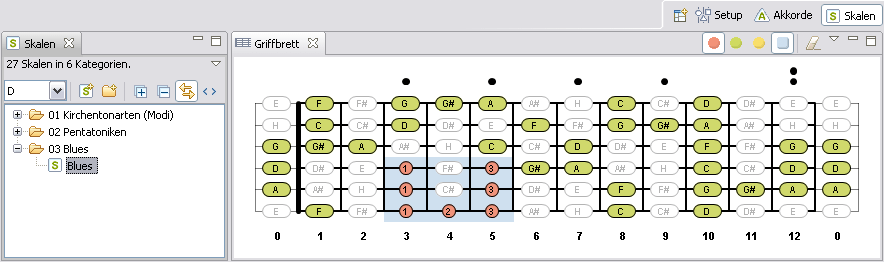 Setup Akkorde Skalen
Skalen
27 Skalen in 6 Kategorien.
D
01 Kirchentonarten (Modi)
02 Pentatoniken
03 Blues
Blues
Griffbrett
E F F# G G# A A# H C C# D D# E E
H C C# D D# E F F# G G# A A# H H
G G# A A# H C C# D D# E F F# G G
D D# E 1 F# 3 G# A A# H C C# D D
A A# H 1 C# 3 D# E F F# G G# A A
E F F# 1 2 3 A# H C C# D D# E E
0 1 2 3 4 5 6 7 8 9 10 11 12 0